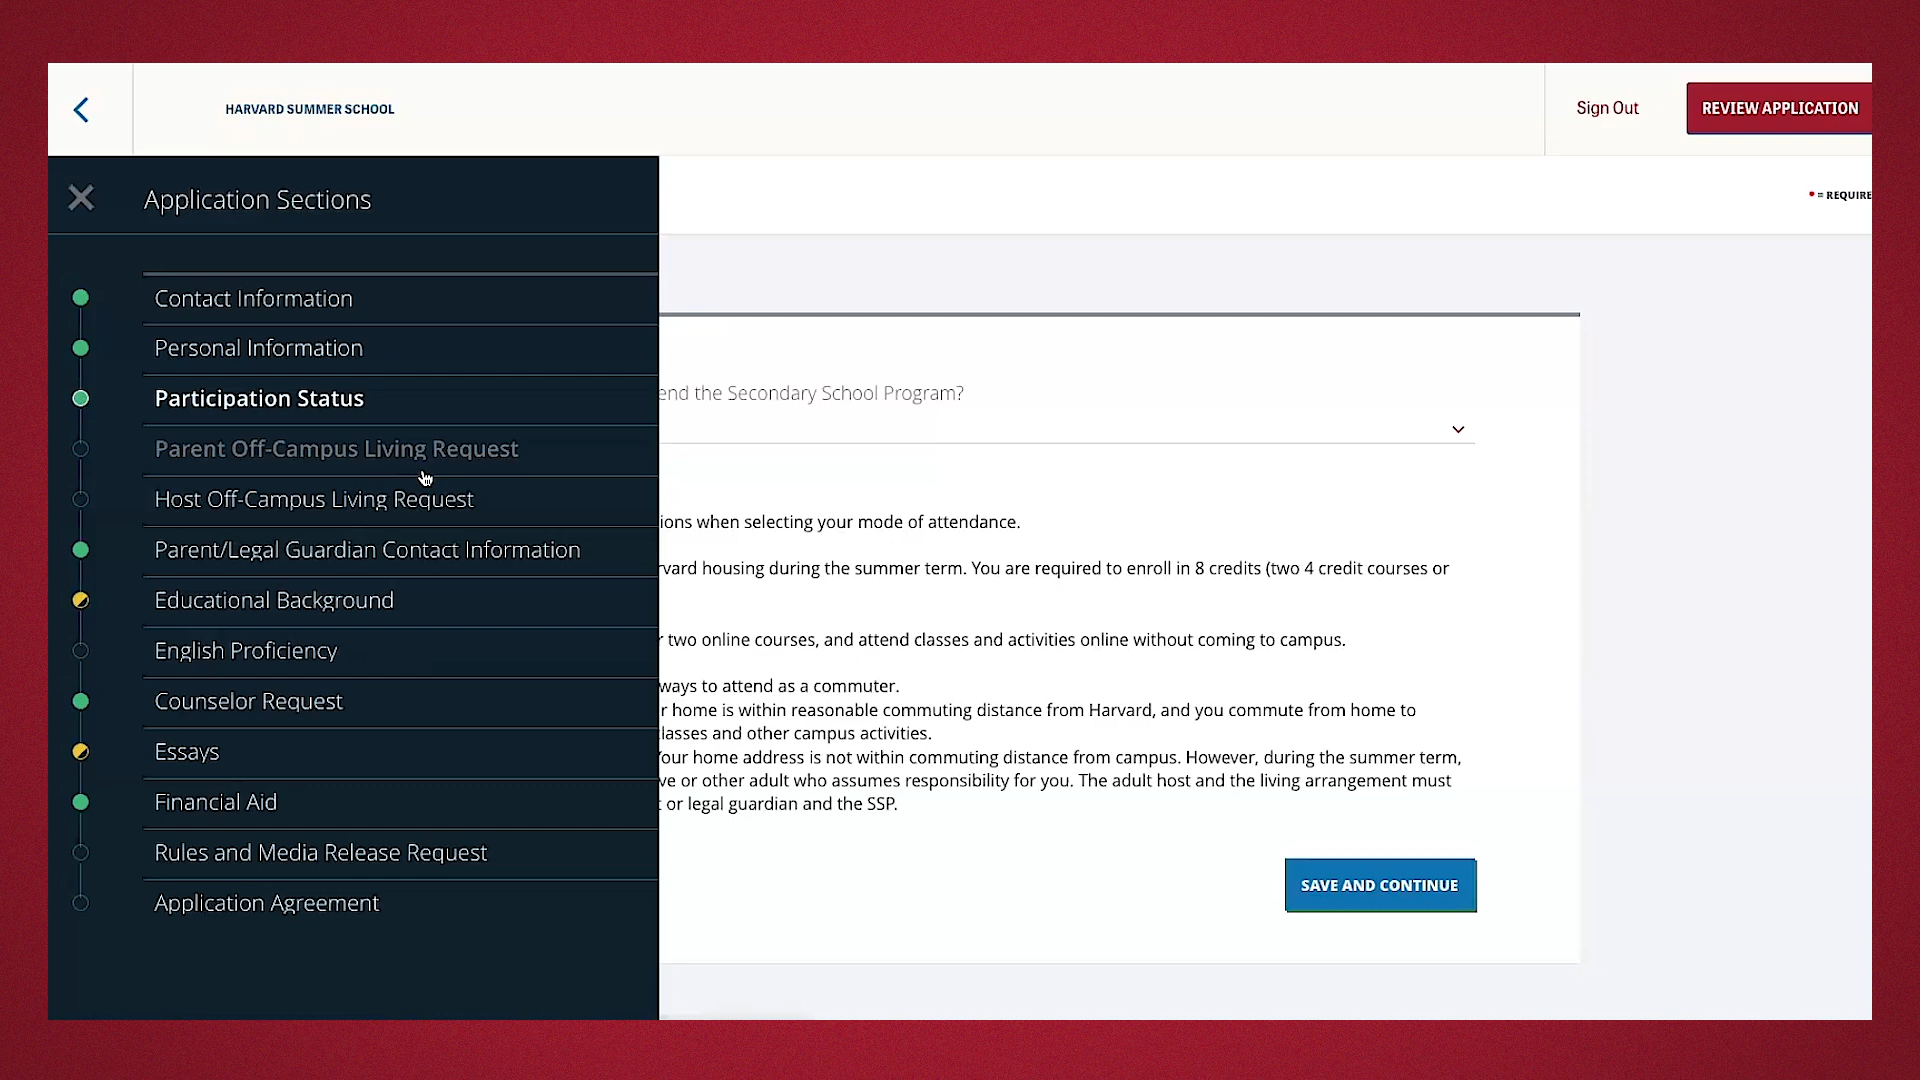 HARVARD SUMMER SCHOOL
Sign Out
REVIEW APPLICATION
Application Sections
• = REQUIRE
Contact Information
Personal Information
Participation Status
Parent Off-Campus Living Request
Host Off-Campus Living Request
Parent/Legal Guardian Contact Information
Educational Background
English Proficiency
Counselor Request
Essays
Financial Aid
Rules and Media Release Request
Application Agreement
end the Secondary School Program?
ions when selecting your mode of attendance.
rvard housing during the summer term. You are required to enroll in 8 credits (two 4 credit courses or
two online courses, and attend classes and activities online without coming to campus.
ways to attend as a commuter.
r home is within reasonable commuting distance from Harvard, and you commute from home to
lasses and other campus activities.
our home address is not within commuting distance from campus. However, during the summer term,
ve or other adult who assumes responsibility for you. The adult host and the living arrangement must
t or legal guardian and the SSP.
SAVE AND CONTINUE